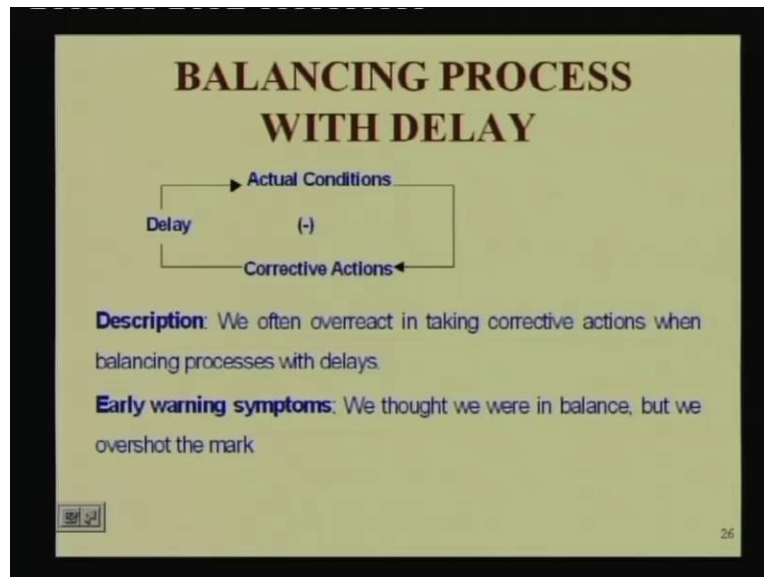 BALANCING PROCESS
WITH DELAY
Actual Conditions
Delay (-)
Corrective Actions
Description: We often overreact in taking corrective actions when
balancing processes with delays.
Early warning symptoms: We thought we were in balance, but we
overshot the mark
26